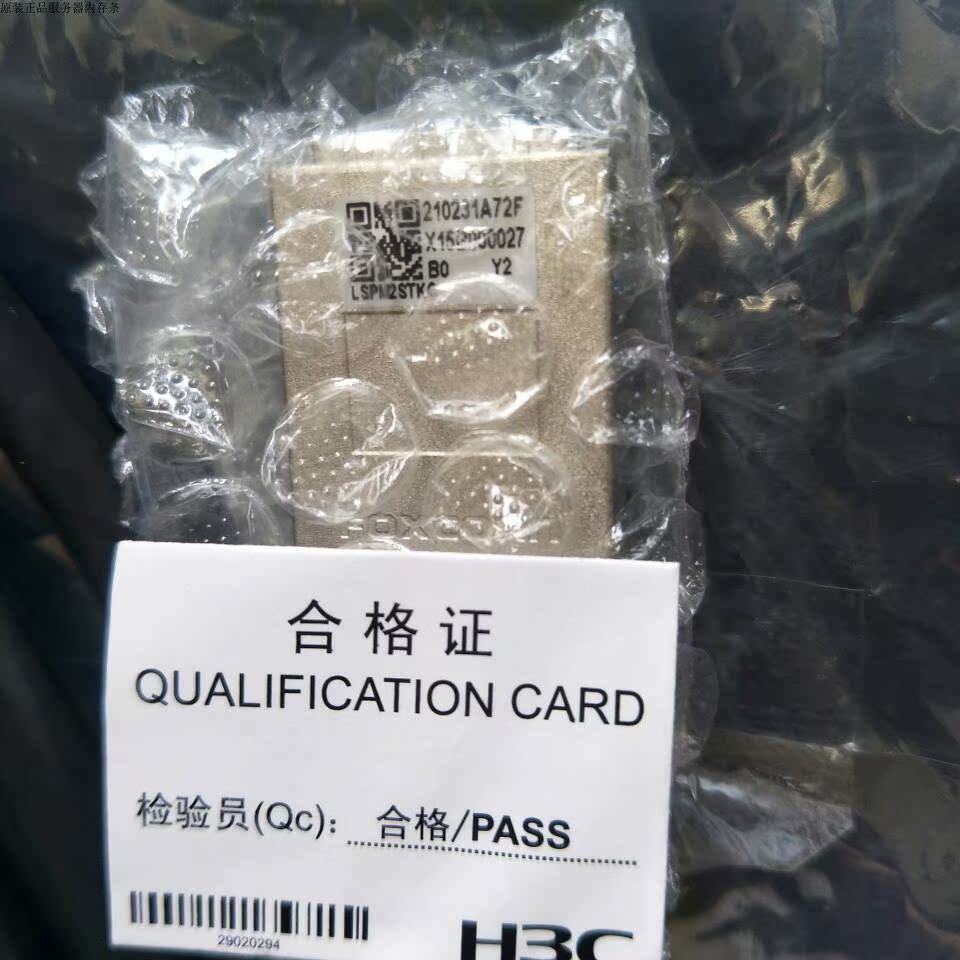 原装正品服务器内存条
210231A72F
B0 Y2
FOXCONN
合格证
QUALIFICATION CARD
检验员(Qc): 合格/PASS
29020294
H3C